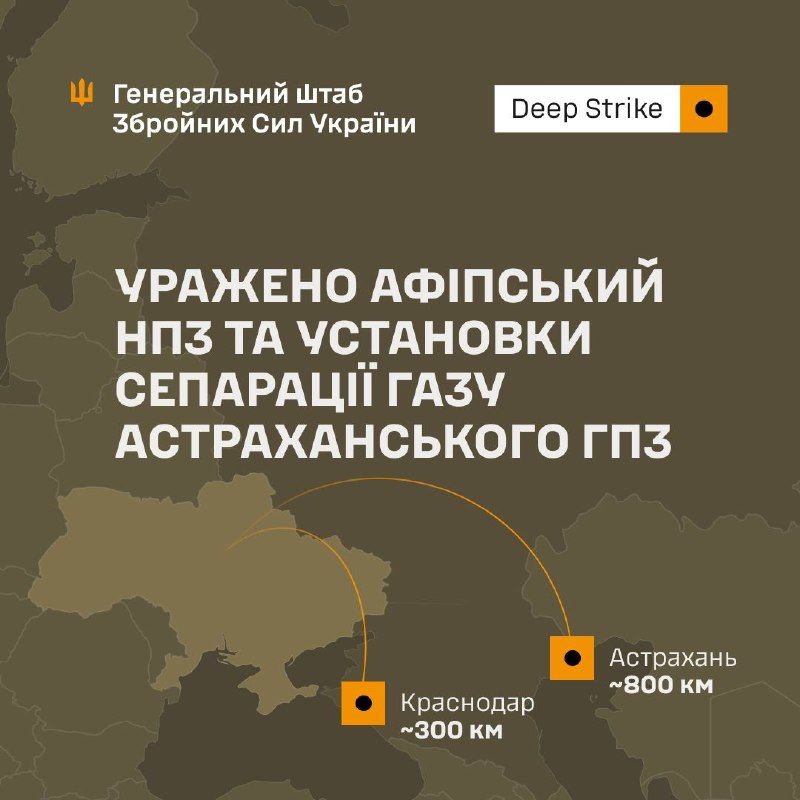 Генеральний Штаб
Збройних Сил України
Deep Strike
УРАЖЕНО АФІПСЬКИЙ
НПЗ ТА УСТАНОВКИ
СЕПАРАЦІЇ ГАЗУ
АСТРАХАНСЬКОГО ГПЗ
Астрахань
~800 км
Краснодар
~300 км